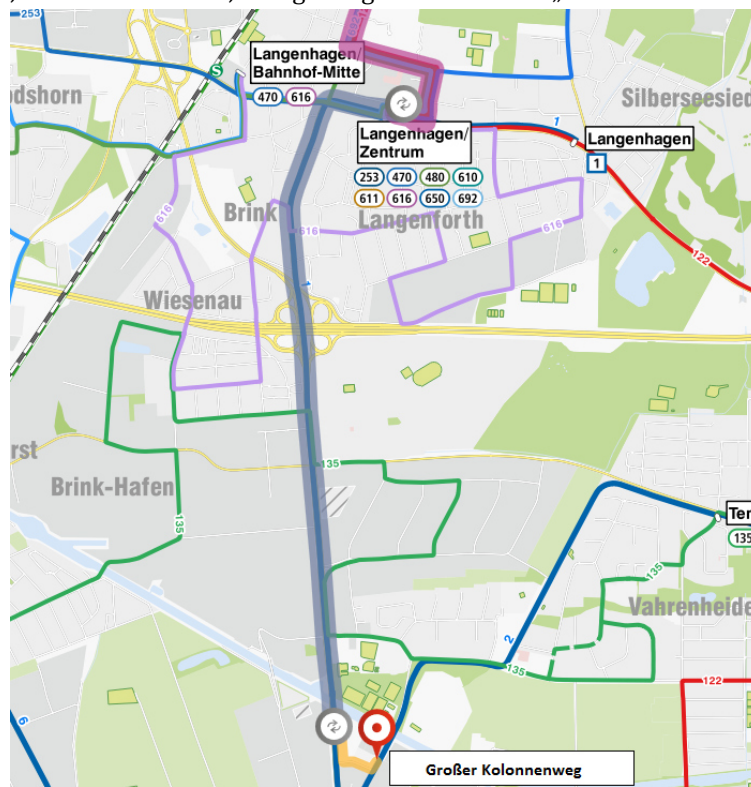 253
Langenhagen/
Bahnhof-Mitte
470 616
S
odshorn
Silberseesied
1
Langenhagen
1
Langenhagen/
Zentrum
253 470 480 610
611 616 650 692
Langenforth
616
Brink
616
616
122
1
Wiesenau
135
rst
Brink-Hafen
135
Ter
135
135
Vahrenheide
2
135
122
6
Großer Kolonnenweg